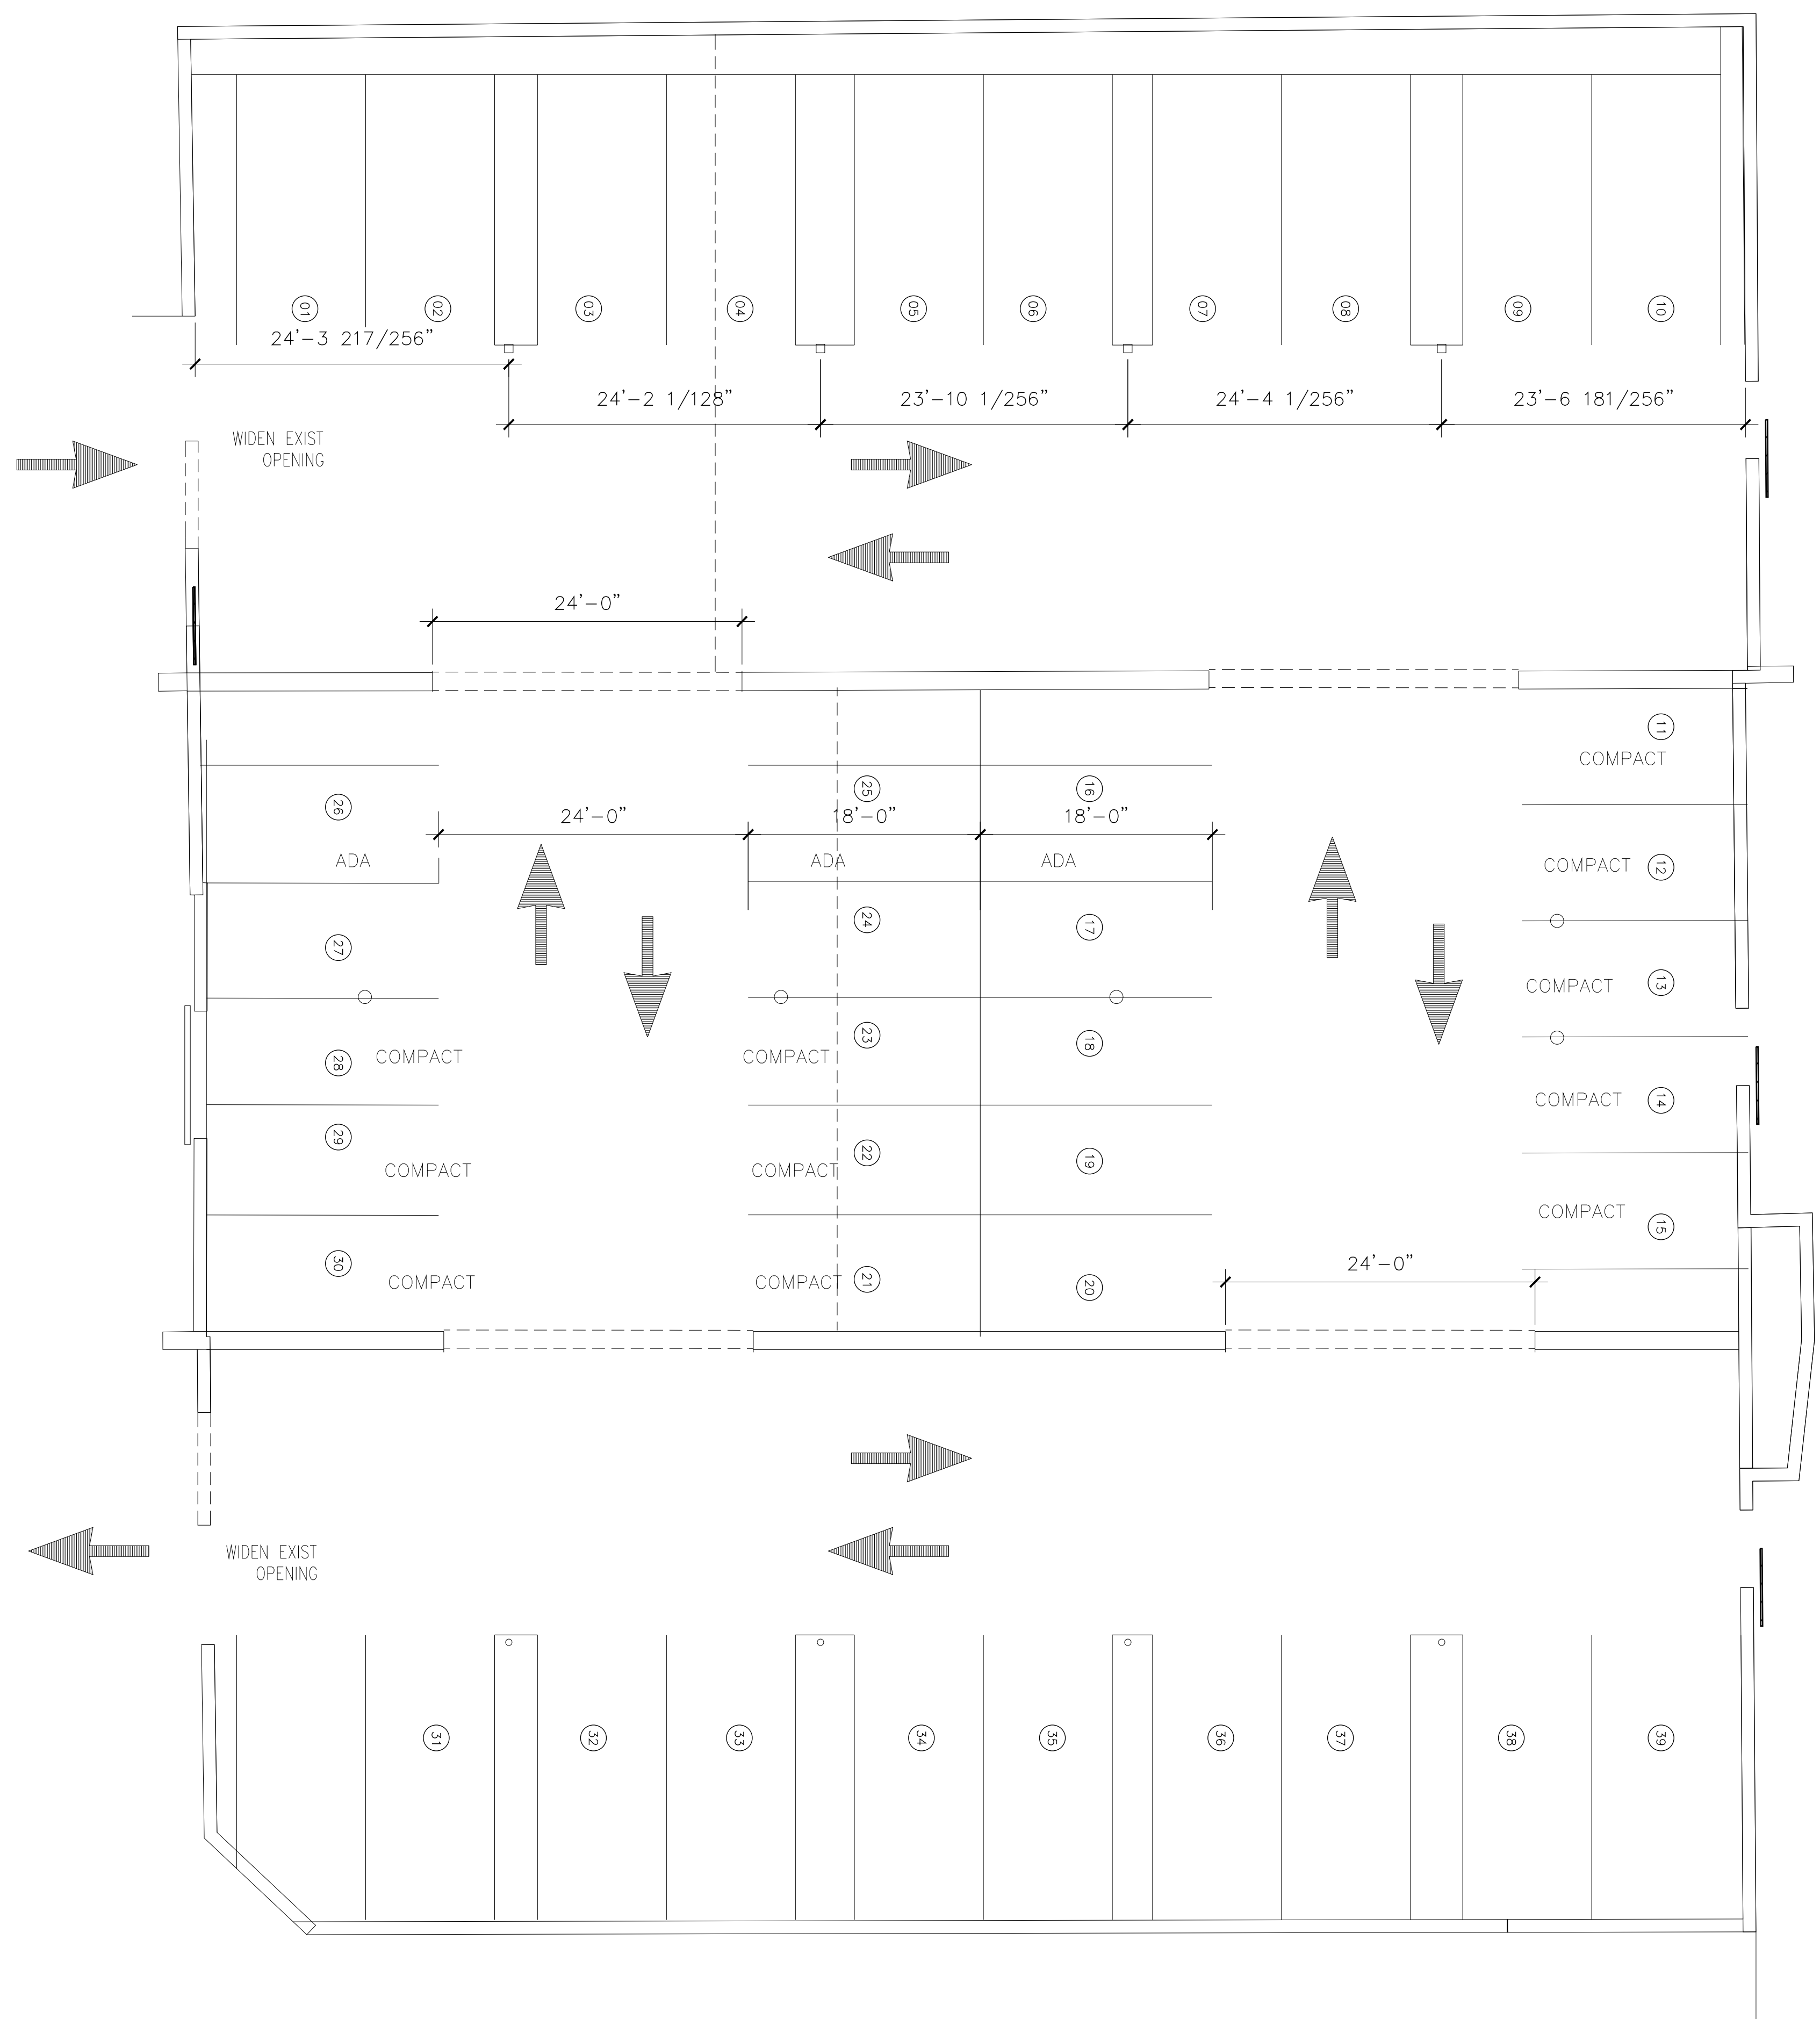 01
02
03
04
05
06
07
08
09
10
24'-3 217/256"
24'-2 1/128"
23'-10 1/256"
24'-4 1/256"
23'-6 181/256"
WIDEN EXIST
OPENING
24'-0"
11
COMPACT
26
25
16
24'-0"
18'-0"
18'-0"
ADA
ADA
ADA
COMPACT
12
27
24
17
COMPACT
13
28
COMPACT
COMPACT
23
18
COMPACT
14
29
COMPACT
COMPACT
22
19
COMPACT
15
30
COMPACT
COMPACT
21
20
24'-0"
WIDEN EXIST
OPENING
31
32
33
34
35
36
37
38
39